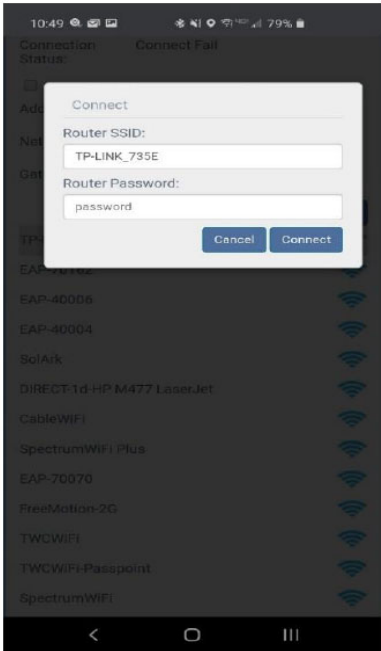 10:49 79%
Connection Connect Fail
Status:
Connect
Router SSID:
TP-LINK_735E
Router Password:
password
Cancel Connect
EAP-70162
EAP-40006
EAP-40004
SolArk
DIRECT-1d-HP M477 LaserJet
CableWiFi
SpectrumWiFi Plus
EAP-70070
FreeMotion-2G
TWCWiFi
TWCWiFi-Passpoint
SpectrumWiFi